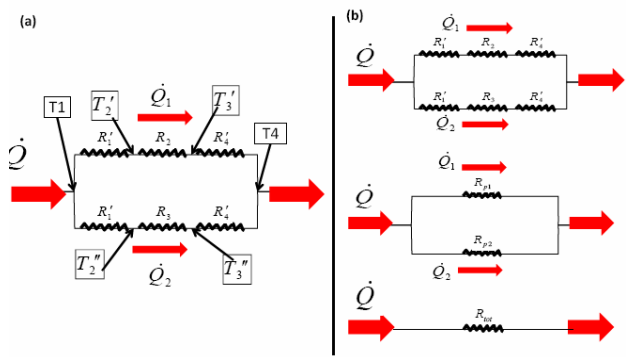 (a)
Q̇₁
T₂′ T₃′
T1 T4
Q̇
R₁′ R₂ R₄′
R₁′ R₃ R₄′
T₂″ T₃″
Q̇₂
(b)
Q̇₁
Q̇
R₁′ R₂ R₄′
R₁′ R₃ R₄′
Q̇₂
Q̇₁
Q̇
Rₚ₁
Rₚ₂
Q̇₂
Q̇
Rₜₒₜ